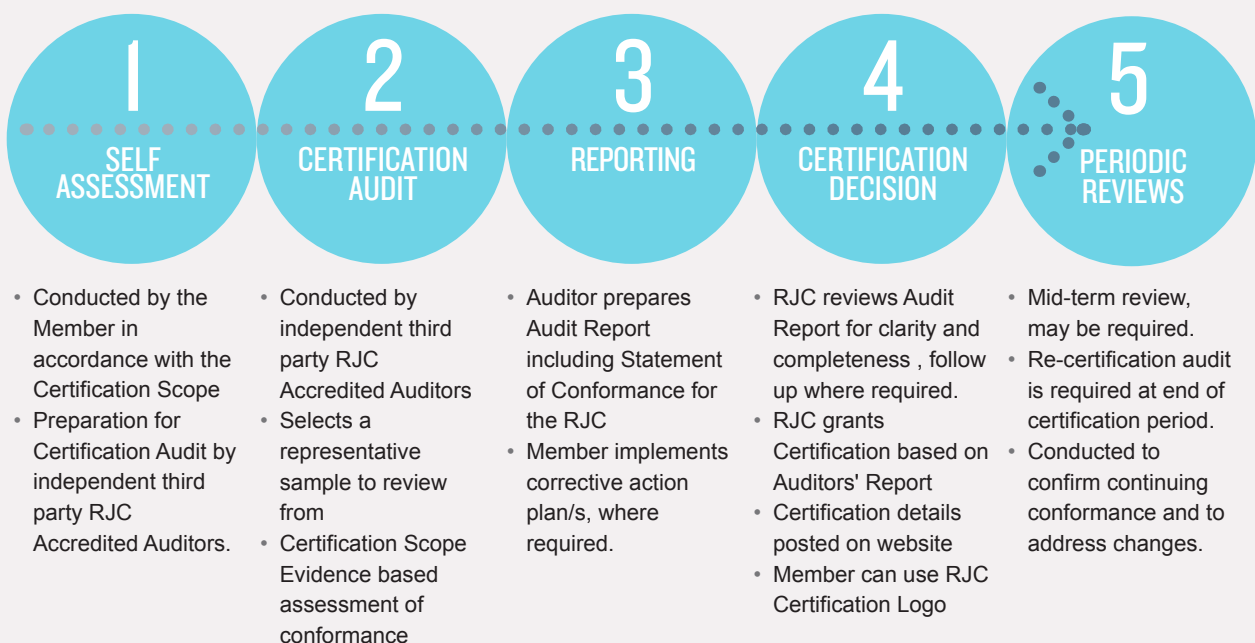 1
SELF
ASSESSMENT
• Conducted by the
Member in
accordance with the
Certification Scope
• Preparation for
Certification Audit by
independent third
party RJC
Accredited Auditors.
2
CERTIFICATION
AUDIT
• Conducted by
independent third
party RJC
Accredited Auditors
• Selects a
representative
sample to review
from
• Certification Scope
Evidence based
assessment of
conformance
3
REPORTING
• Auditor prepares
Audit Report
including Statement
of Conformance for
the RJC
• Member implements
corrective action
plan/s, where
required.
4
CERTIFICATION
DECISION
• RJC reviews Audit
Report for clarity and
completeness , follow
up where required.
• RJC grants
Certification based on
Auditors' Report
• Certification details
posted on website
• Member can use RJC
Certification Logo
5
PERIODIC
REVIEWS
• Mid-term review,
may be required.
• Re-certification audit
is required at end of
certification period.
• Conducted to
confirm continuing
conformance and to
address changes.